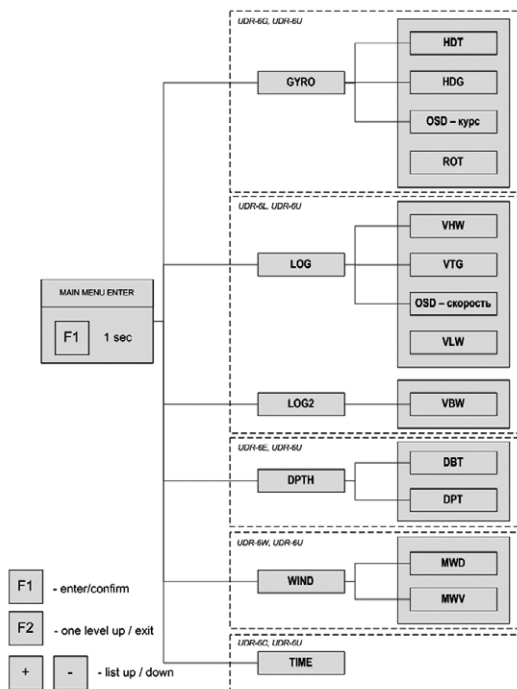 UDR-6G, UDR-6U
HDT
GYRO
HDG
OSD – курс
ROT
UDR-6L, UDR-6U
VHW
LOG
VTG
OSD – скорость
VLW
MAIN MENU ENTER
F1
1 sec
LOG2
VBW
UDR-6E, UDR-6U
DBT
DPTH
DPT
UDR-6W, UDR-6U
MWD
WIND
MWV
F1 - enter/confirm
F2 - one level up / exit
UDR-6C, UDR-6U
TIME
+ - - list up / down